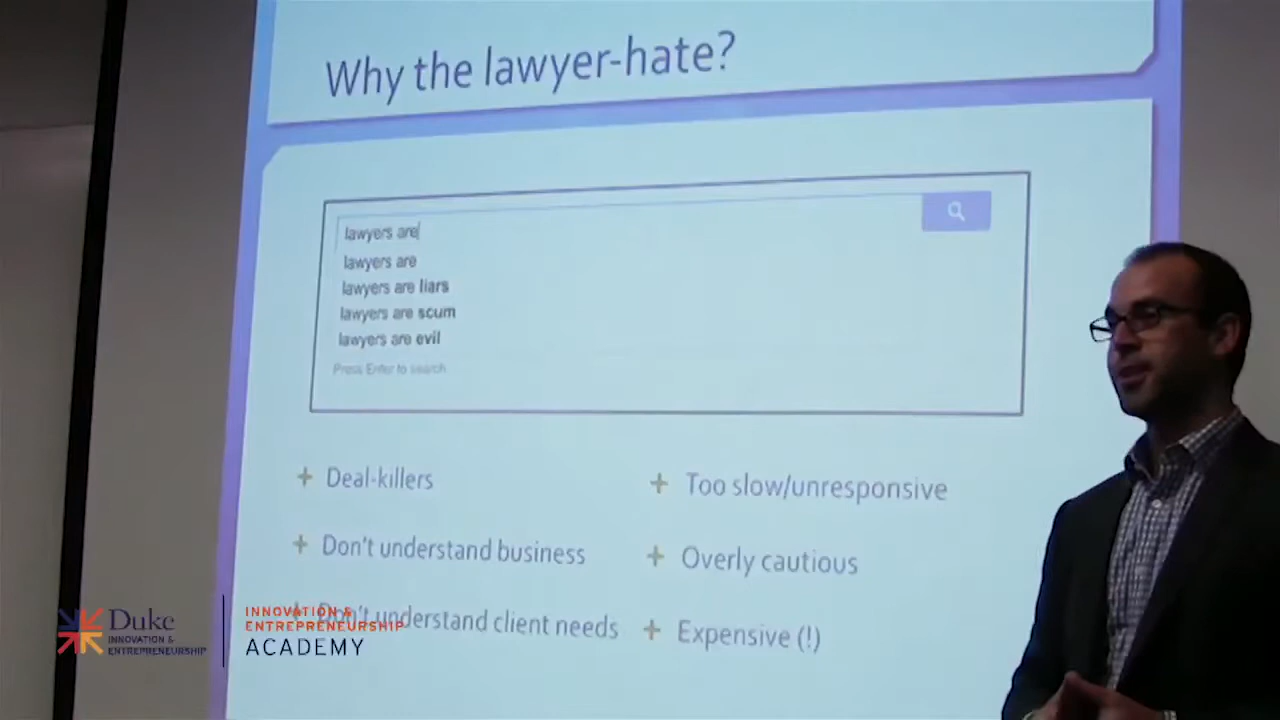 Why the lawyer-hate?
lawyers are
lawyers are
lawyers are liars
lawyers are scum
lawyers are evil
Press Enter to search.
+ Deal-killers
+ Too slow/unresponsive
+ Don't understand business
+ Overly cautious
+ Don't understand client needs
+ Expensive (!)
Duke
INNOVATION &
ENTREPRENEURSHIP
INNOVATION &
ENTREPRENEURSHIP
ACADEMY